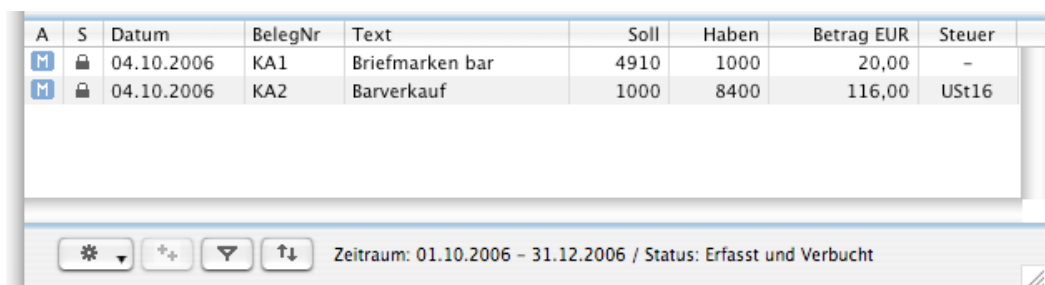 A S Datum BelegNr Text Soll Haben Betrag EUR Steuer
M 04.10.2006 KA1 Briefmarken bar 4910 1000 20,00 –
M 04.10.2006 KA2 Barverkauf 1000 8400 116,00 USt16
Zeitraum: 01.10.2006 – 31.12.2006 / Status: Erfasst und Verbucht